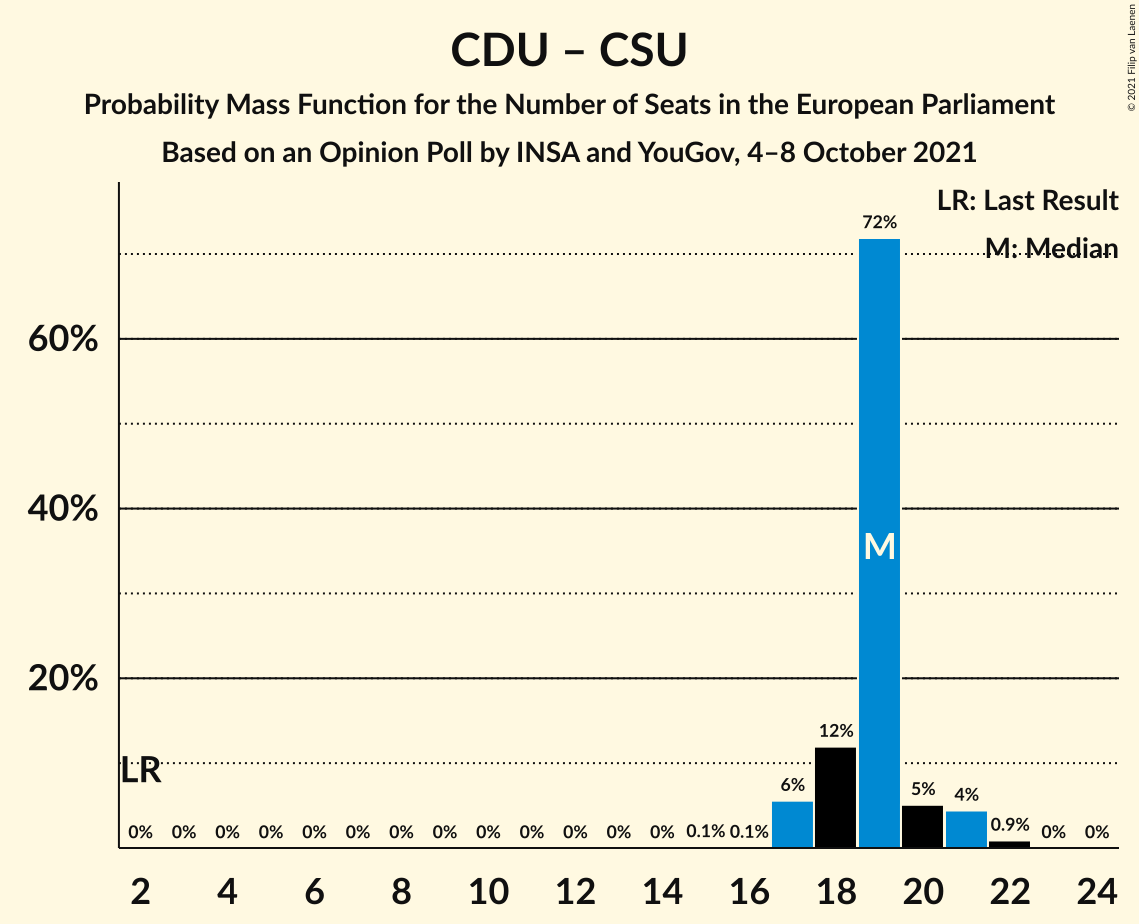 CDU – CSU
Probability Mass Function for the Number of Seats in the European Parliament
Based on an Opinion Poll by INSA and YouGov, 4–8 October 2021
© 2021 Filip van Laenen
LR: Last Result
M: Median
72%
60%
40%
M
20%
12%
LR
6%
5%
4%
0% 0% 0% 0% 0% 0% 0% 0% 0% 0% 0% 0% 0% 0.1% 0.1% 0.9% 0% 0%
2 4 6 8 10 12 14 16 18 20 22 24